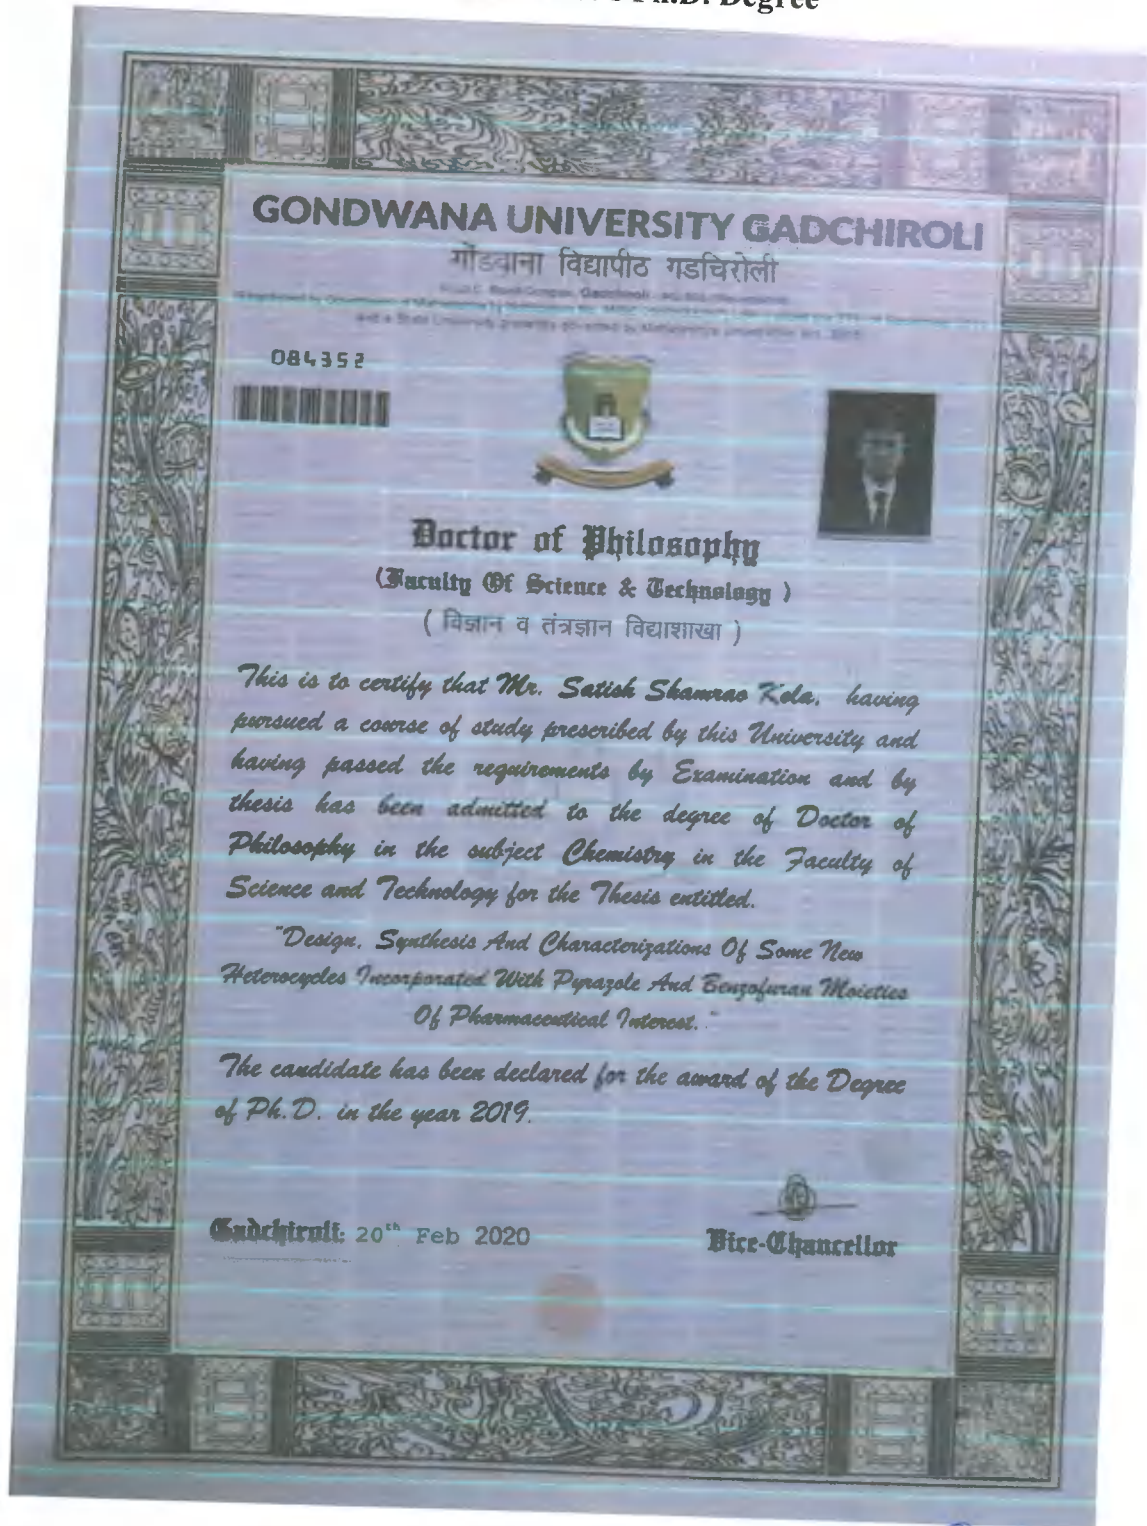 Ph.D. Degree
GONDWANA UNIVERSITY GADCHIROLI
गोंडवाना विद्यापीठ गडचिरोली
084352
Doctor of Philosophy
(Faculty Of Science & Technology )
( विज्ञान व तंत्रज्ञान विद्याशाखा )
This is to certify that Mr. Satish Shamrao Kola, having
pursued a course of study prescribed by this University and
having passed the requirements by Examination and by
thesis has been admitted to the degree of Doctor of
Philosophy in the subject Chemistry in the Faculty of
Science and Technology for the Thesis entitled.
"Design, Synthesis And Characterizations Of Some New
Heterocycles Incorporated With Pyrazole And Benzofuran Moieties
Of Pharmaceutical Interest."
The candidate has been declared for the award of the Degree
of Ph.D. in the year 2019.
Gadchiroli: 20th Feb 2020
Vice-Chancellor